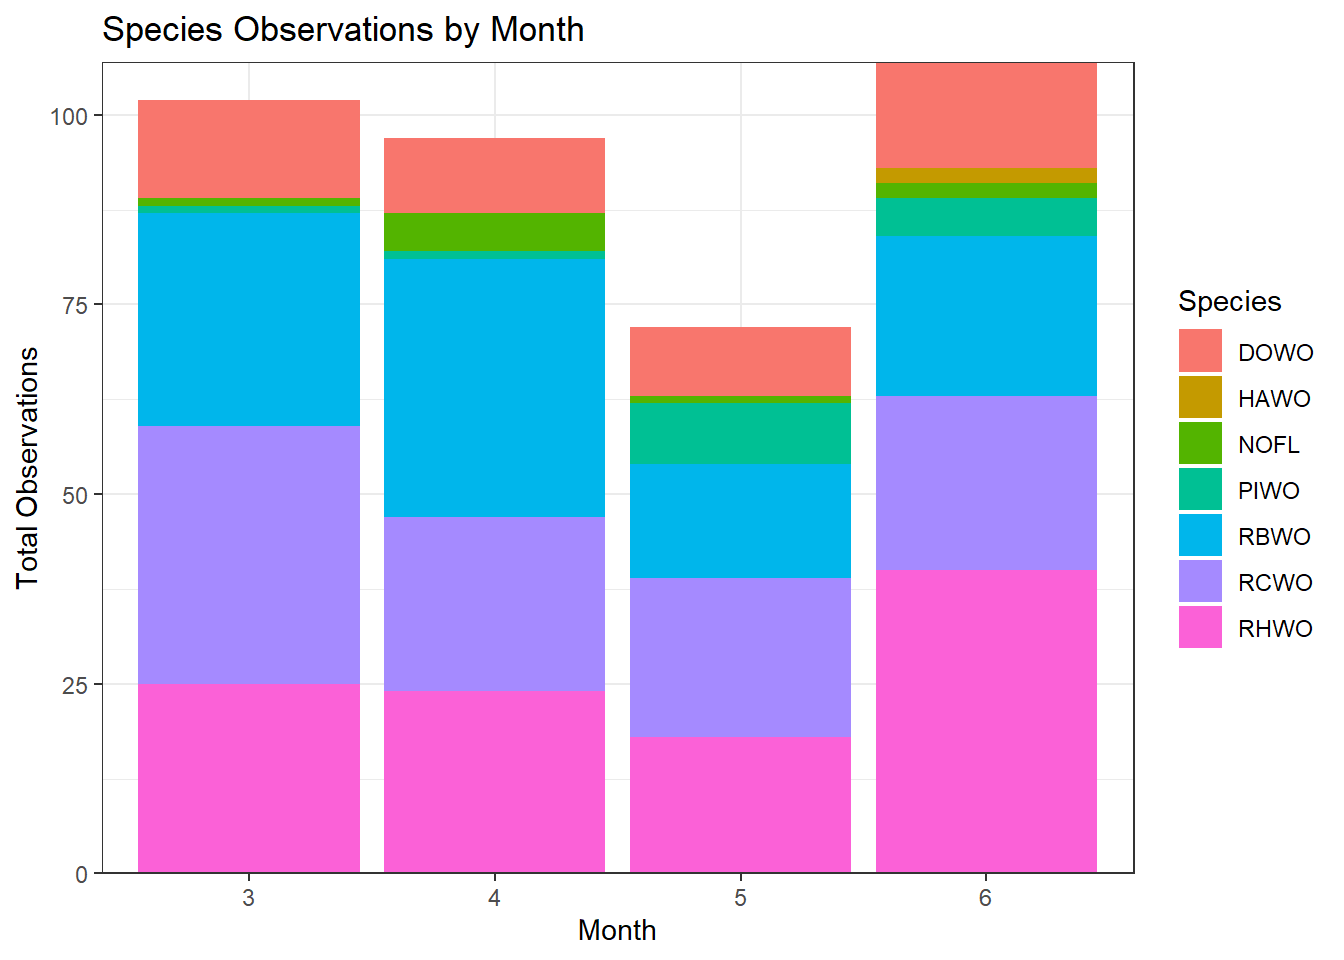 Species Observations by Month
Total Observations
100
75
50
25
0
3 4 5 6
Month
Species
DOWO
HAWO
NOFL
PIWO
RBWO
RCWO
RHWO